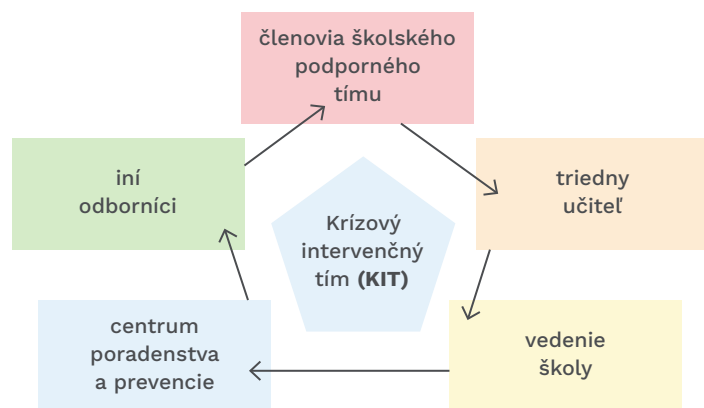 členovia školského
podporného
tímu
triedny
učiteľ
vedenie
školy
centrum
poradenstva
a prevencie
iní
odborníci
Krízový
intervenčný
tím (KIT)